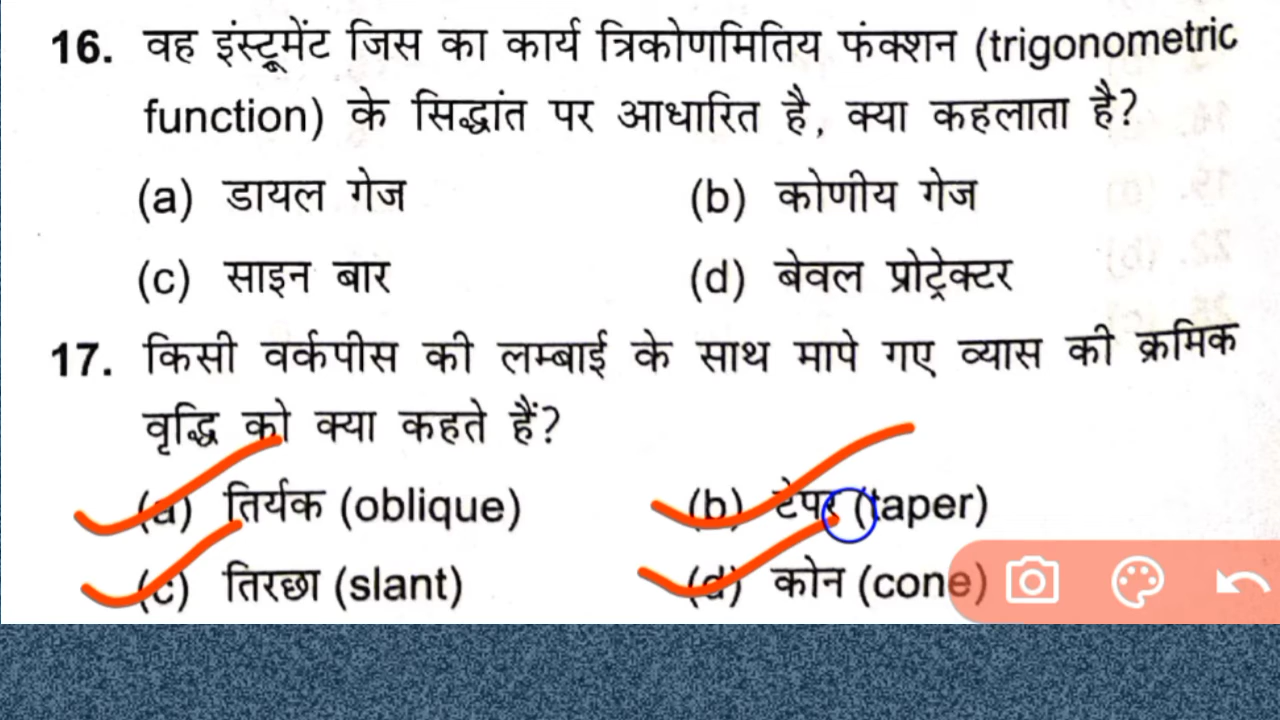 16. वह इंस्ट्रूमेंट जिस का कार्य त्रिकोणमितिय फंक्शन (trigonometric
function) के सिद्धांत पर आधारित है, क्या कहलाता है?
(a) डायल गेज (b) कोणीय गेज
(c) साइन बार (d) बेवल प्रोट्रेक्टर
17. किसी वर्कपीस की लम्बाई के साथ मापे गए व्यास की क्रमिक
वृद्धि को क्या कहते हैं?
(a) तिर्यक (oblique) (b) टेपर (taper)
(c) तिरछा (slant) (d) कोन (cone)